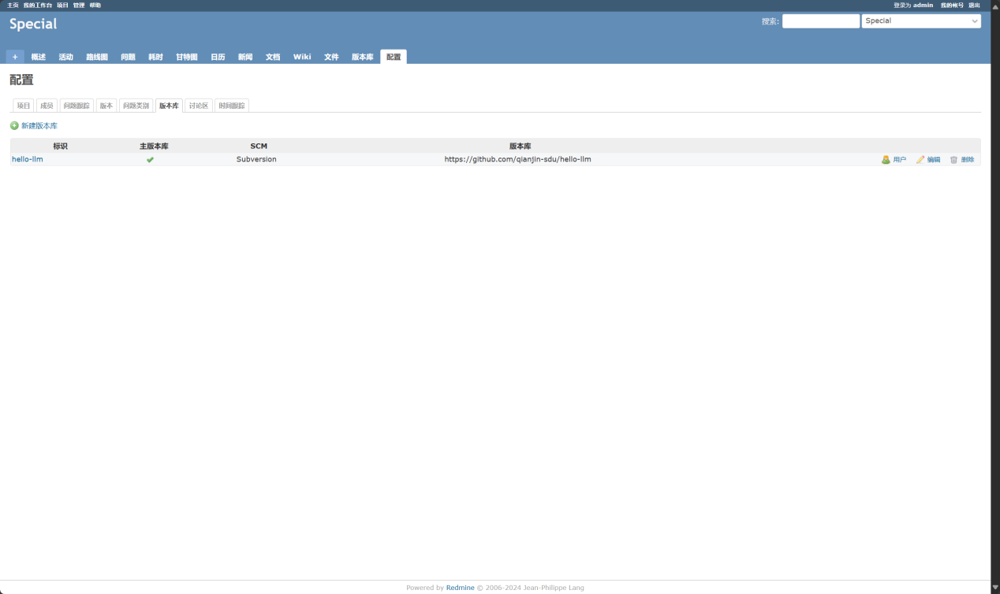 主页 我的工作台 项目 管理 帮助 登录为 admin 我的帐号 退出
Special 搜索: Special
+ 概述 活动 路线图 问题 耗时 甘特图 日历 新闻 文档 Wiki 文件 版本库 配置
配置
项目 成员 问题跟踪 版本 问题类别 版本库 讨论区 时间跟踪
新建版本库
标识 主版本库 SCM 版本库
hello-llm Subversion https://github.com/qianjin-sdu/hello-llm 用户 编辑 删除
Powered by Redmine © 2006-2024 Jean-Philippe Lang